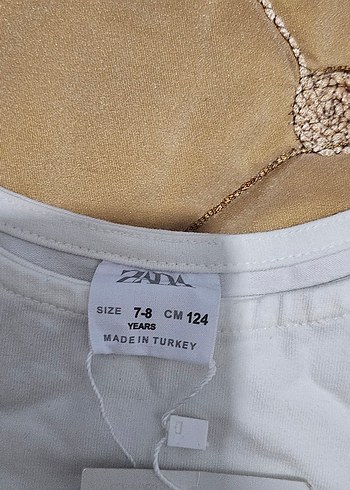 ZADA
SIZE 7-8 CM 124
YEARS
MADE IN TURKEY